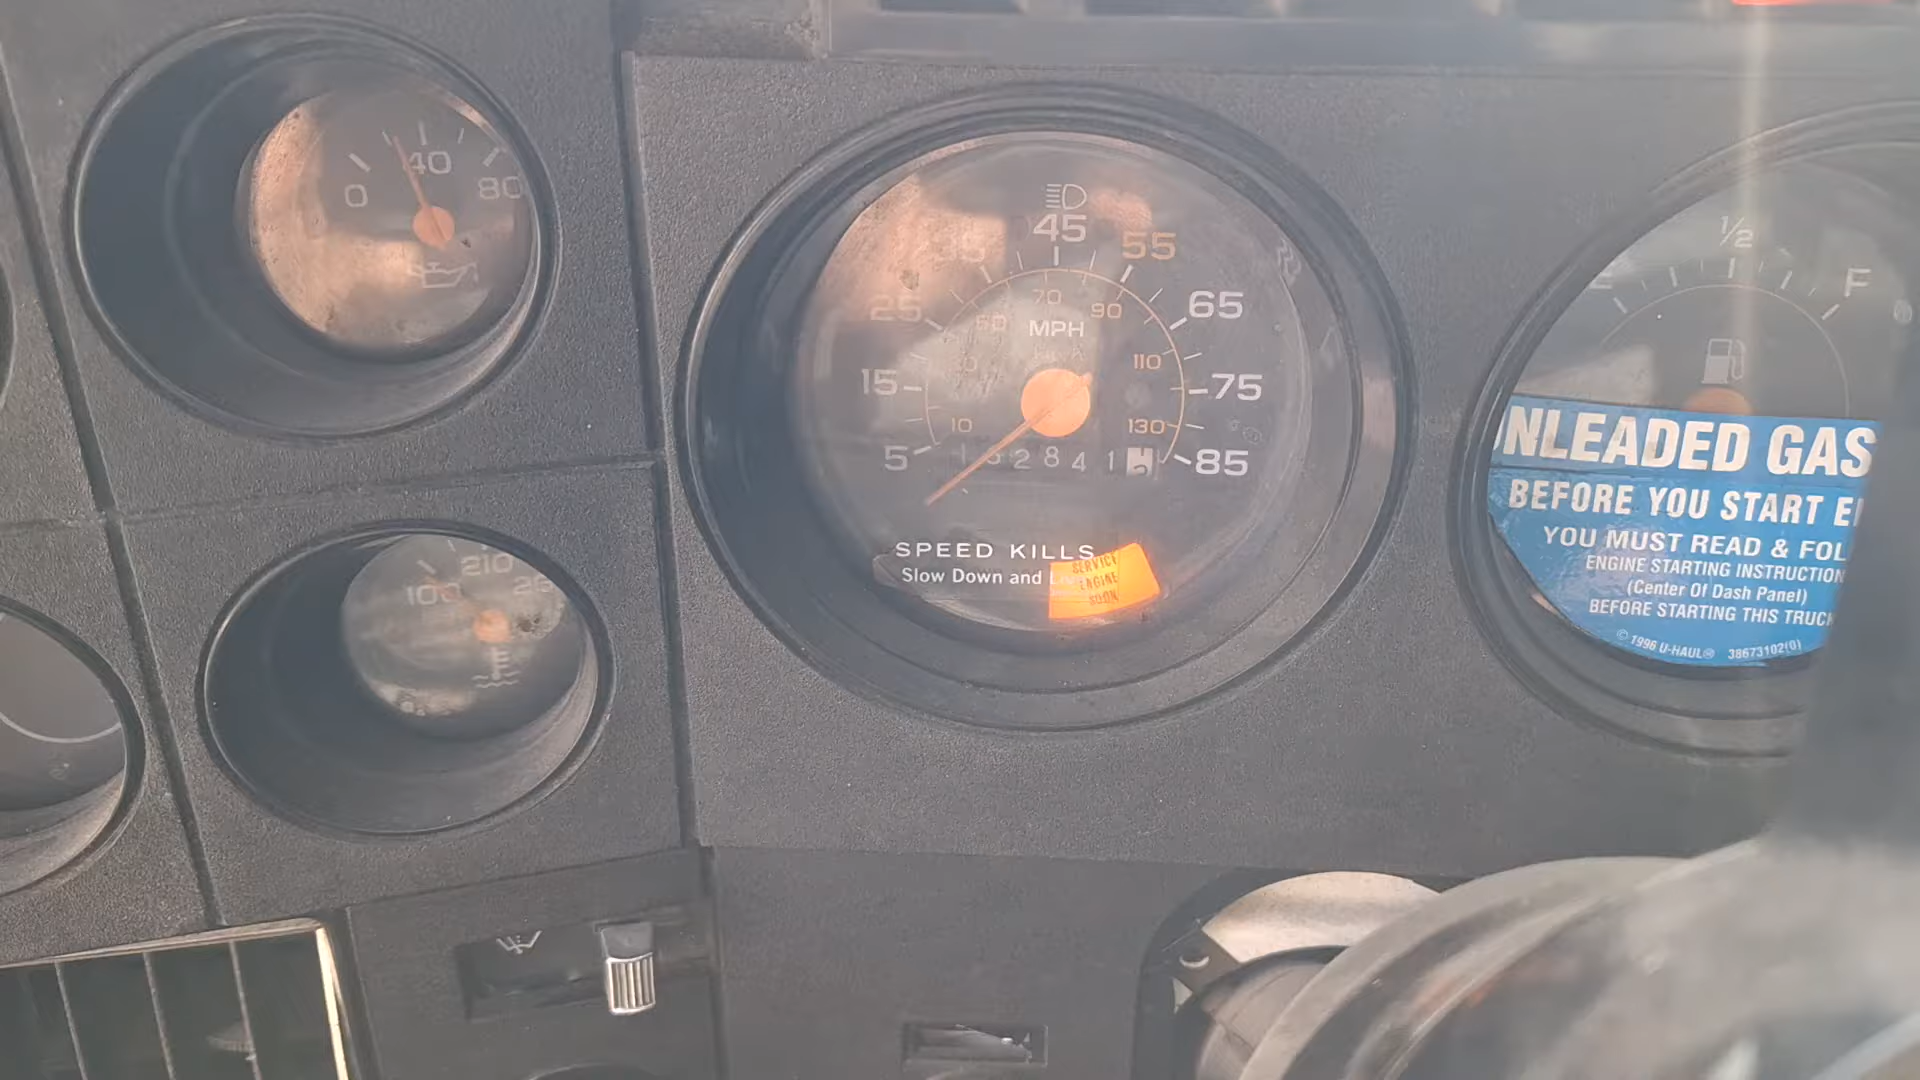 0 40 80
100 210
5 15 25 45 55 65 75 85
10 70 90 110 130
MPH
SPEED KILLS
Slow Down and
SERVICE
ENGINE
SOON
1/2
F
NLEADED GAS
BEFORE YOU START E
YOU MUST READ & FOL
ENGINE STARTING INSTRUCTION
(Center Of Dash Panel)
BEFORE STARTING THIS TRUCK
© 1996 U-HAUL® 38673102(0)